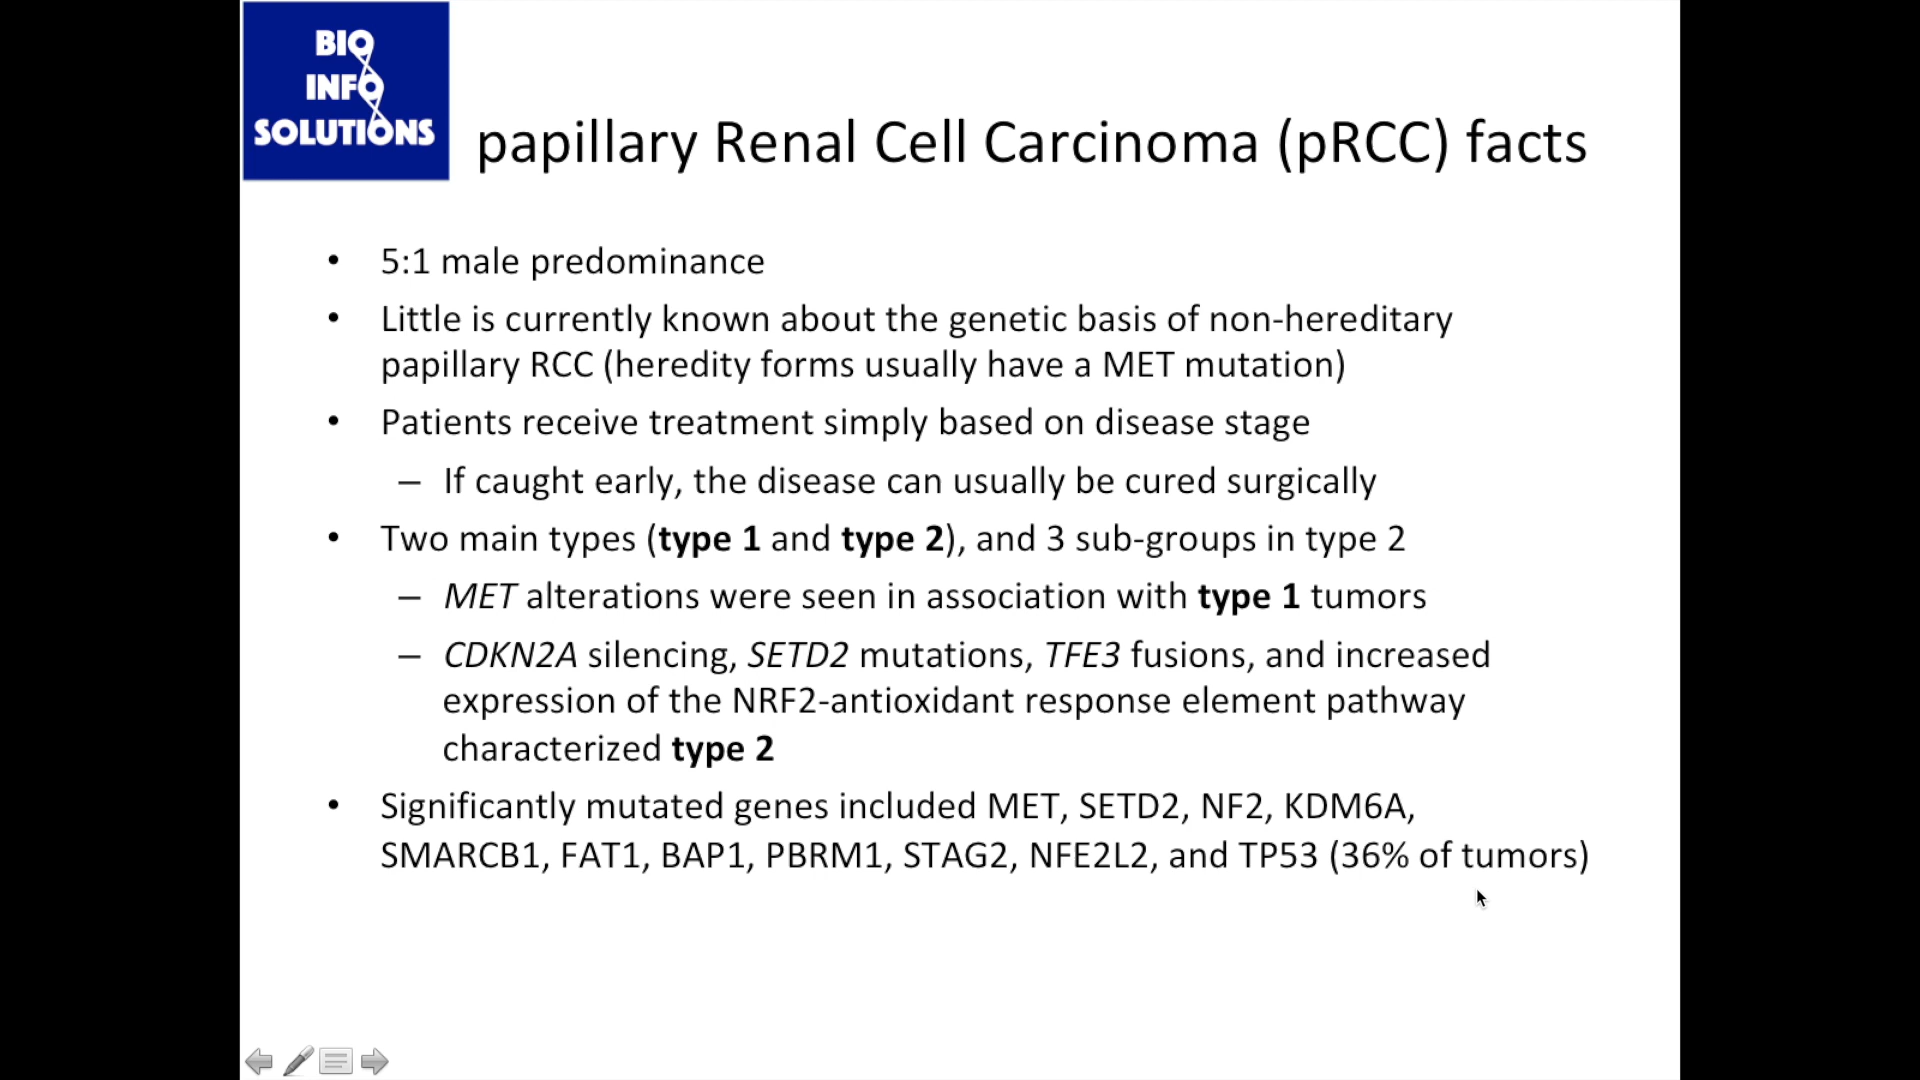 BIO
INFO
SOLUTIONS
papillary Renal Cell Carcinoma (pRCC) facts
• 5:1 male predominance
• Little is currently known about the genetic basis of non-hereditary
papillary RCC (heredity forms usually have a MET mutation)
• Patients receive treatment simply based on disease stage
– If caught early, the disease can usually be cured surgically
• Two main types (type 1 and type 2), and 3 sub-groups in type 2
– MET alterations were seen in association with type 1 tumors
– CDKN2A silencing, SETD2 mutations, TFE3 fusions, and increased
expression of the NRF2-antioxidant response element pathway
characterized type 2
• Significantly mutated genes included MET, SETD2, NF2, KDM6A,
SMARCB1, FAT1, BAP1, PBRM1, STAG2, NFE2L2, and TP53 (36% of tumors)